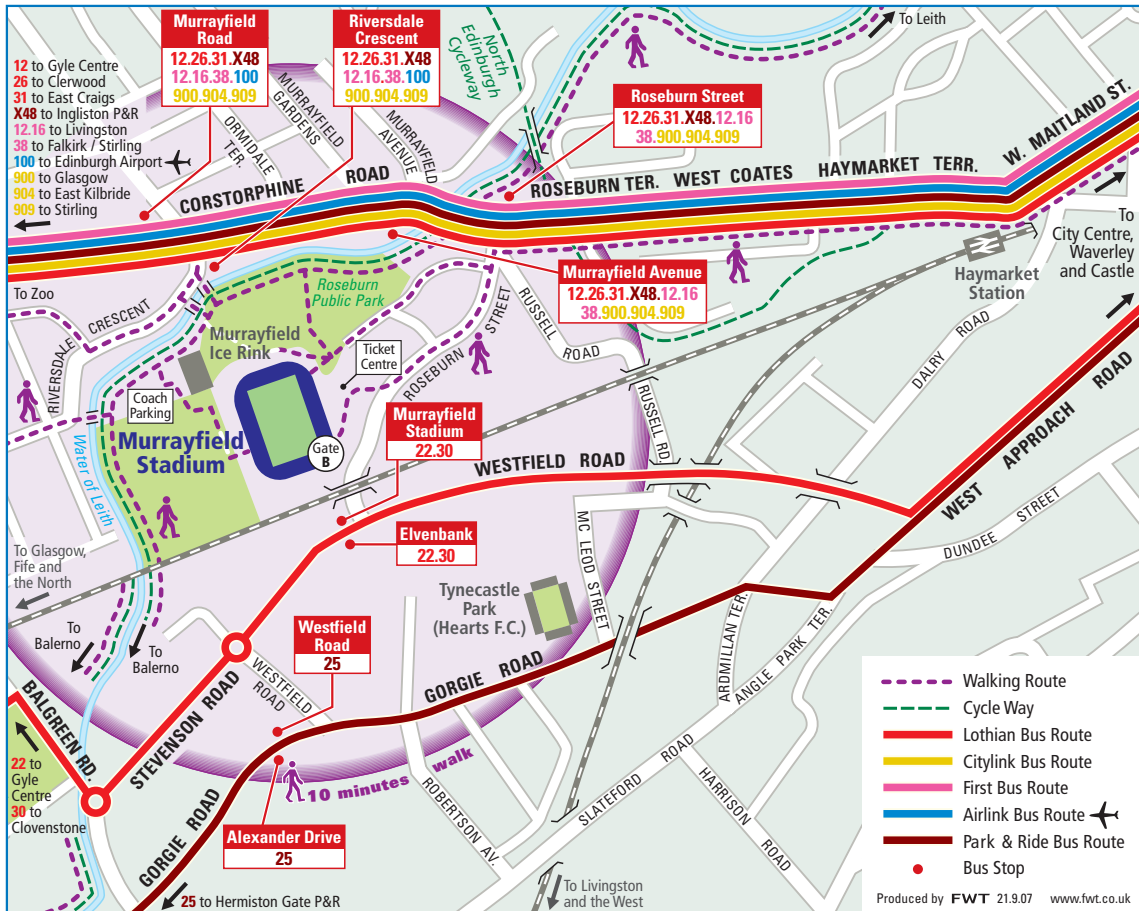 Murrayfield
Road
12.26.31.X48
12.16.38.100
900.904.909
Riversdale
Crescent
12.26.31.X48
12.16.38.100
900.904.909
To Leith
North
Edinburgh
Cycleway
12 to Gyle Centre
26 to Clerwood
31 to East Craigs
X48 to Ingliston P&R
12.16 to Livingston
38 to Falkirk / Stirling
100 to Edinburgh Airport
900 to Glasgow
904 to East Kilbride
909 to Stirling
ORMIDALE
TER.
MURRAYFIELD
GARDENS
MURRAYFIELD
AVENUE
Roseburn Street
12.26.31.X48.12.16
38.900.904.909
CORSTORPHINE ROAD
ROSEBURN TER. WEST COATES HAYMARKET TERR.
W. MAITLAND ST.
To
City Centre,
Waverley
and Castle
Haymarket
Station
Murrayfield Avenue
12.26.31.X48.12.16
38.900.904.909
To Zoo
Roseburn
Public Park
RIVERSDALE
CRESCENT
Murrayfield
Ice Rink
Ticket
Centre
ROSEBURN STREET
RUSSELL ROAD
RUSSELL RD.
DALRY ROAD
WEST APPROACH ROAD
Coach
Parking
Murrayfield
Stadium
Gate
B
Water of Leith
Murrayfield
Stadium
22.30
WESTFIELD ROAD
Elvenbank
22.30
MC LEOD STREET
DUNDEE STREET
To Glasgow,
Fife and
the North
To
Balerno
To
Balerno
Tynecastle
Park
(Hearts F.C.)
Westfield
Road
25
WESTFIELD
ROAD
GORGIE ROAD
ARDMILLAN TER.
ANGLE PARK TER.
BALGREEN RD.
STEVENSON ROAD
22 to
Gyle
Centre
30 to
Clovenstone
10 minutes walk
ROBERTSON AV.
SLATEFORD ROAD
HARRISON ROAD
Alexander Drive
25
GORGIE ROAD
25 to Hermiston Gate P&R
To Livingston
and the West
Walking Route
Cycle Way
Lothian Bus Route
Citylink Bus Route
First Bus Route
Airlink Bus Route
Park & Ride Bus Route
Bus Stop
Produced by FWT 21.9.07 www.fwt.co.uk